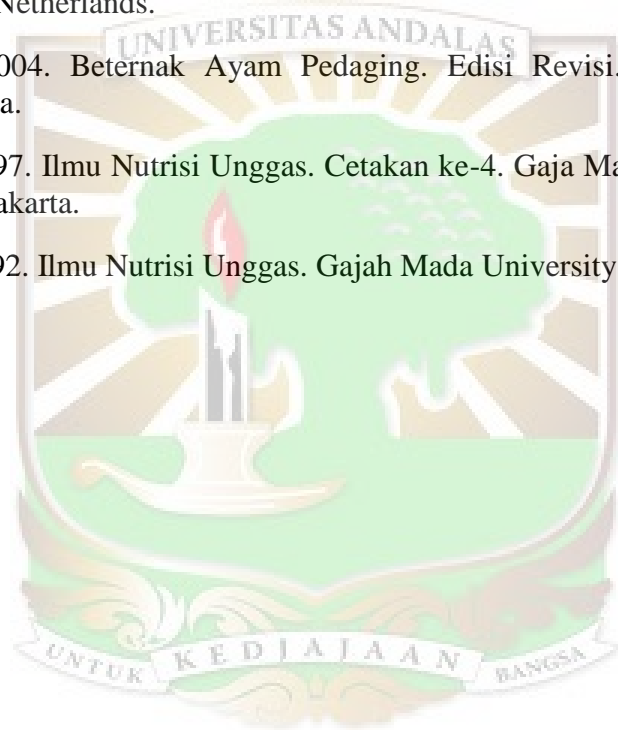 Netherlands.
UNIVERSITAS ANDALAS
004. Beternak Ayam Pedaging. Edisi Revisi.
a.
97. Ilmu Nutrisi Unggas. Cetakan ke-4. Gaja Ma
akarta.
92. Ilmu Nutrisi Unggas. Gajah Mada University
UNTUK KEDJAJAAN BANGSA